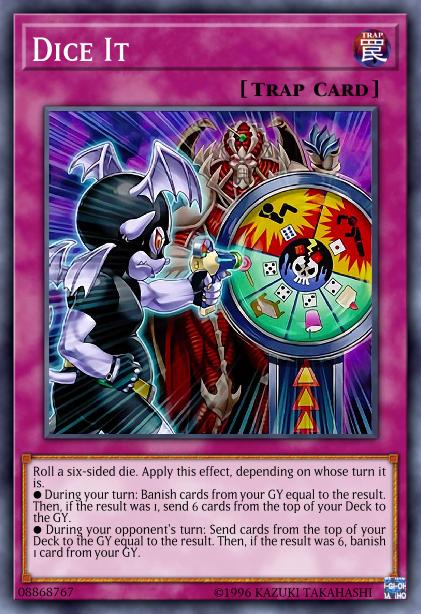 DICE IT
TRAP
罠
[TRAP CARD]
Roll a six-sided die. Apply this effect, depending on whose turn it
is.
● During your turn: Banish cards from your GY equal to the result.
Then, if the result was 1, send 6 cards from the top of your Deck to
the GY.
● During your opponent's turn: Send cards from the top of your
Deck to the GY equal to the result. Then, if the result was 6, banish
1 card from your GY.
08868767
©1996 KAZUKI TAKAHASHI